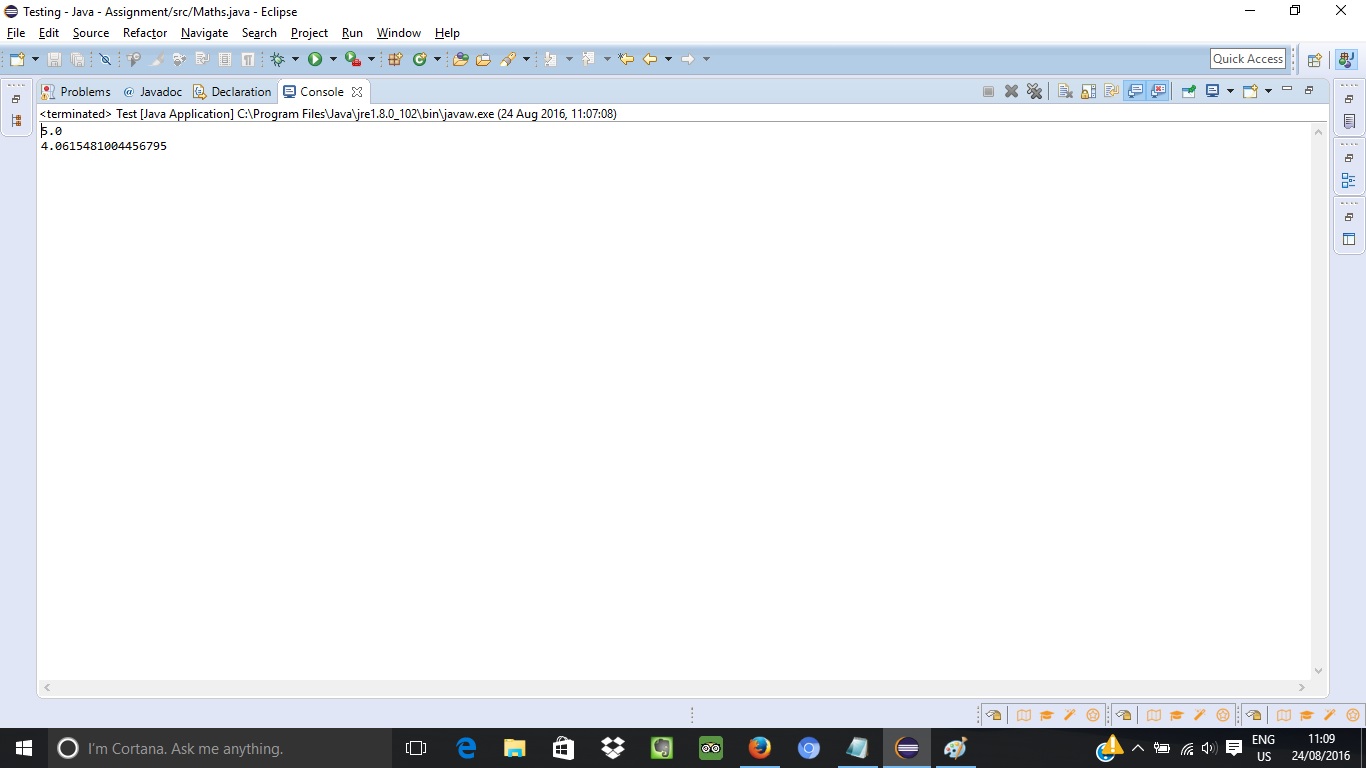 Testing - Java - Assignment/src/Maths.java - Eclipse
File Edit Source Refactor Navigate Search Project Run Window Help
Quick Access
Problems @ Javadoc Declaration Console
<terminated> Test [Java Application] C:\Program Files\Java\jre1.8.0_102\bin\javaw.exe (24 Aug 2016, 11:07:08)
5.0
4.0615481004456795
I'm Cortana. Ask me anything.
ENG
US
11:09
24/08/2016